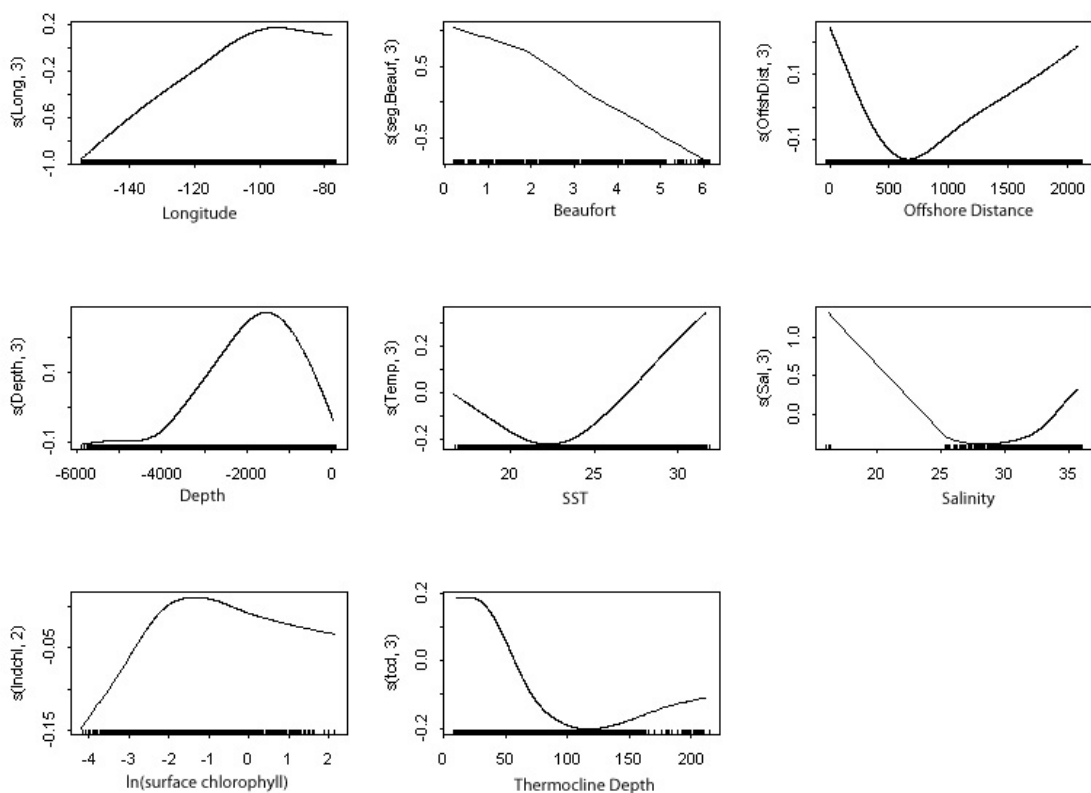 s(Long, 3)
0.2
-0.2
-0.6
-1.0
-140 -120 -100 -80
Longitude
s(seg.Beauf, 3)
0.5
-0.5
0 1 2 3 4 5 6
Beaufort
s(OffshDist, 3)
0.1
-0.1
0 500 1000 1500 2000
Offshore Distance
s(Depth, 3)
0.1
-0.1
-6000 -4000 -2000 0
Depth
s(Temp, 3)
0.2
0.0
-0.2
20 25 30
SST
s(Sal, 3)
1.0
0.5
0.0
20 25 30 35
Salinity
s(lndchl, 2)
-0.05
-0.15
-4 -3 -2 -1 0 1 2
ln(surface chlorophyll)
s(tcd, 3)
0.2
0.0
-0.2
0 50 100 150 200
Thermocline Depth